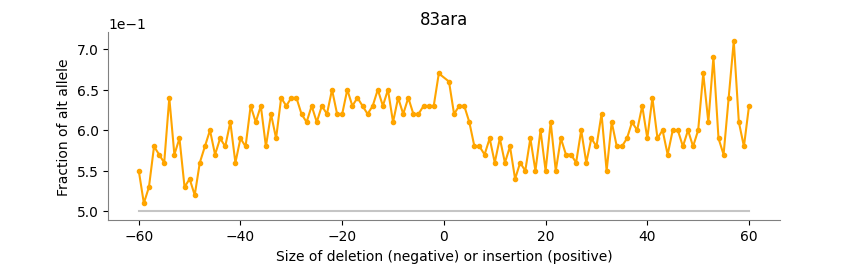 83ara
1e−1
7.0
6.5
6.0
5.5
5.0
Fraction of alt allele
−60 −40 −20 0 20 40 60
Size of deletion (negative) or insertion (positive)